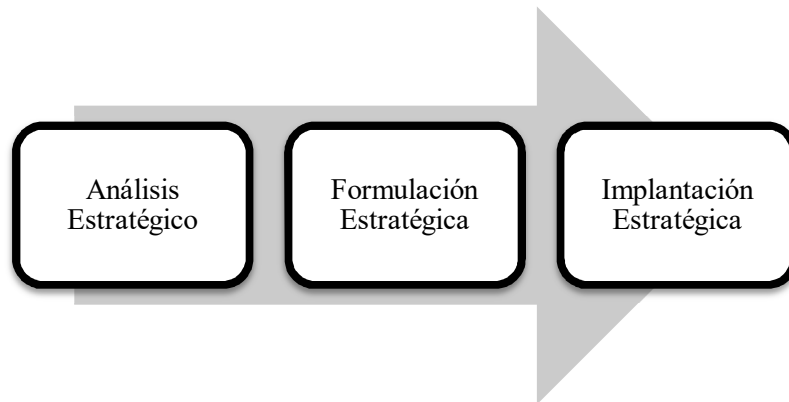 Análisis
Estratégico
Formulación
Estratégica
Implantación
Estratégica